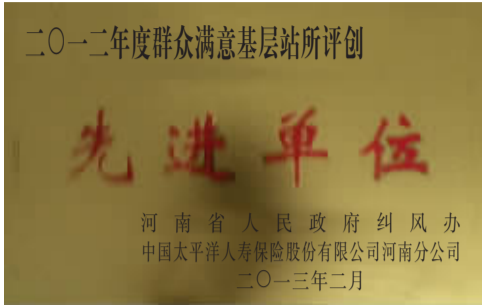 二〇一二年度群众满意基层站所评创
先进单位
河南省人民政府纠风办
中国太平洋人寿保险股份有限公司河南分公司
二〇一三年二月